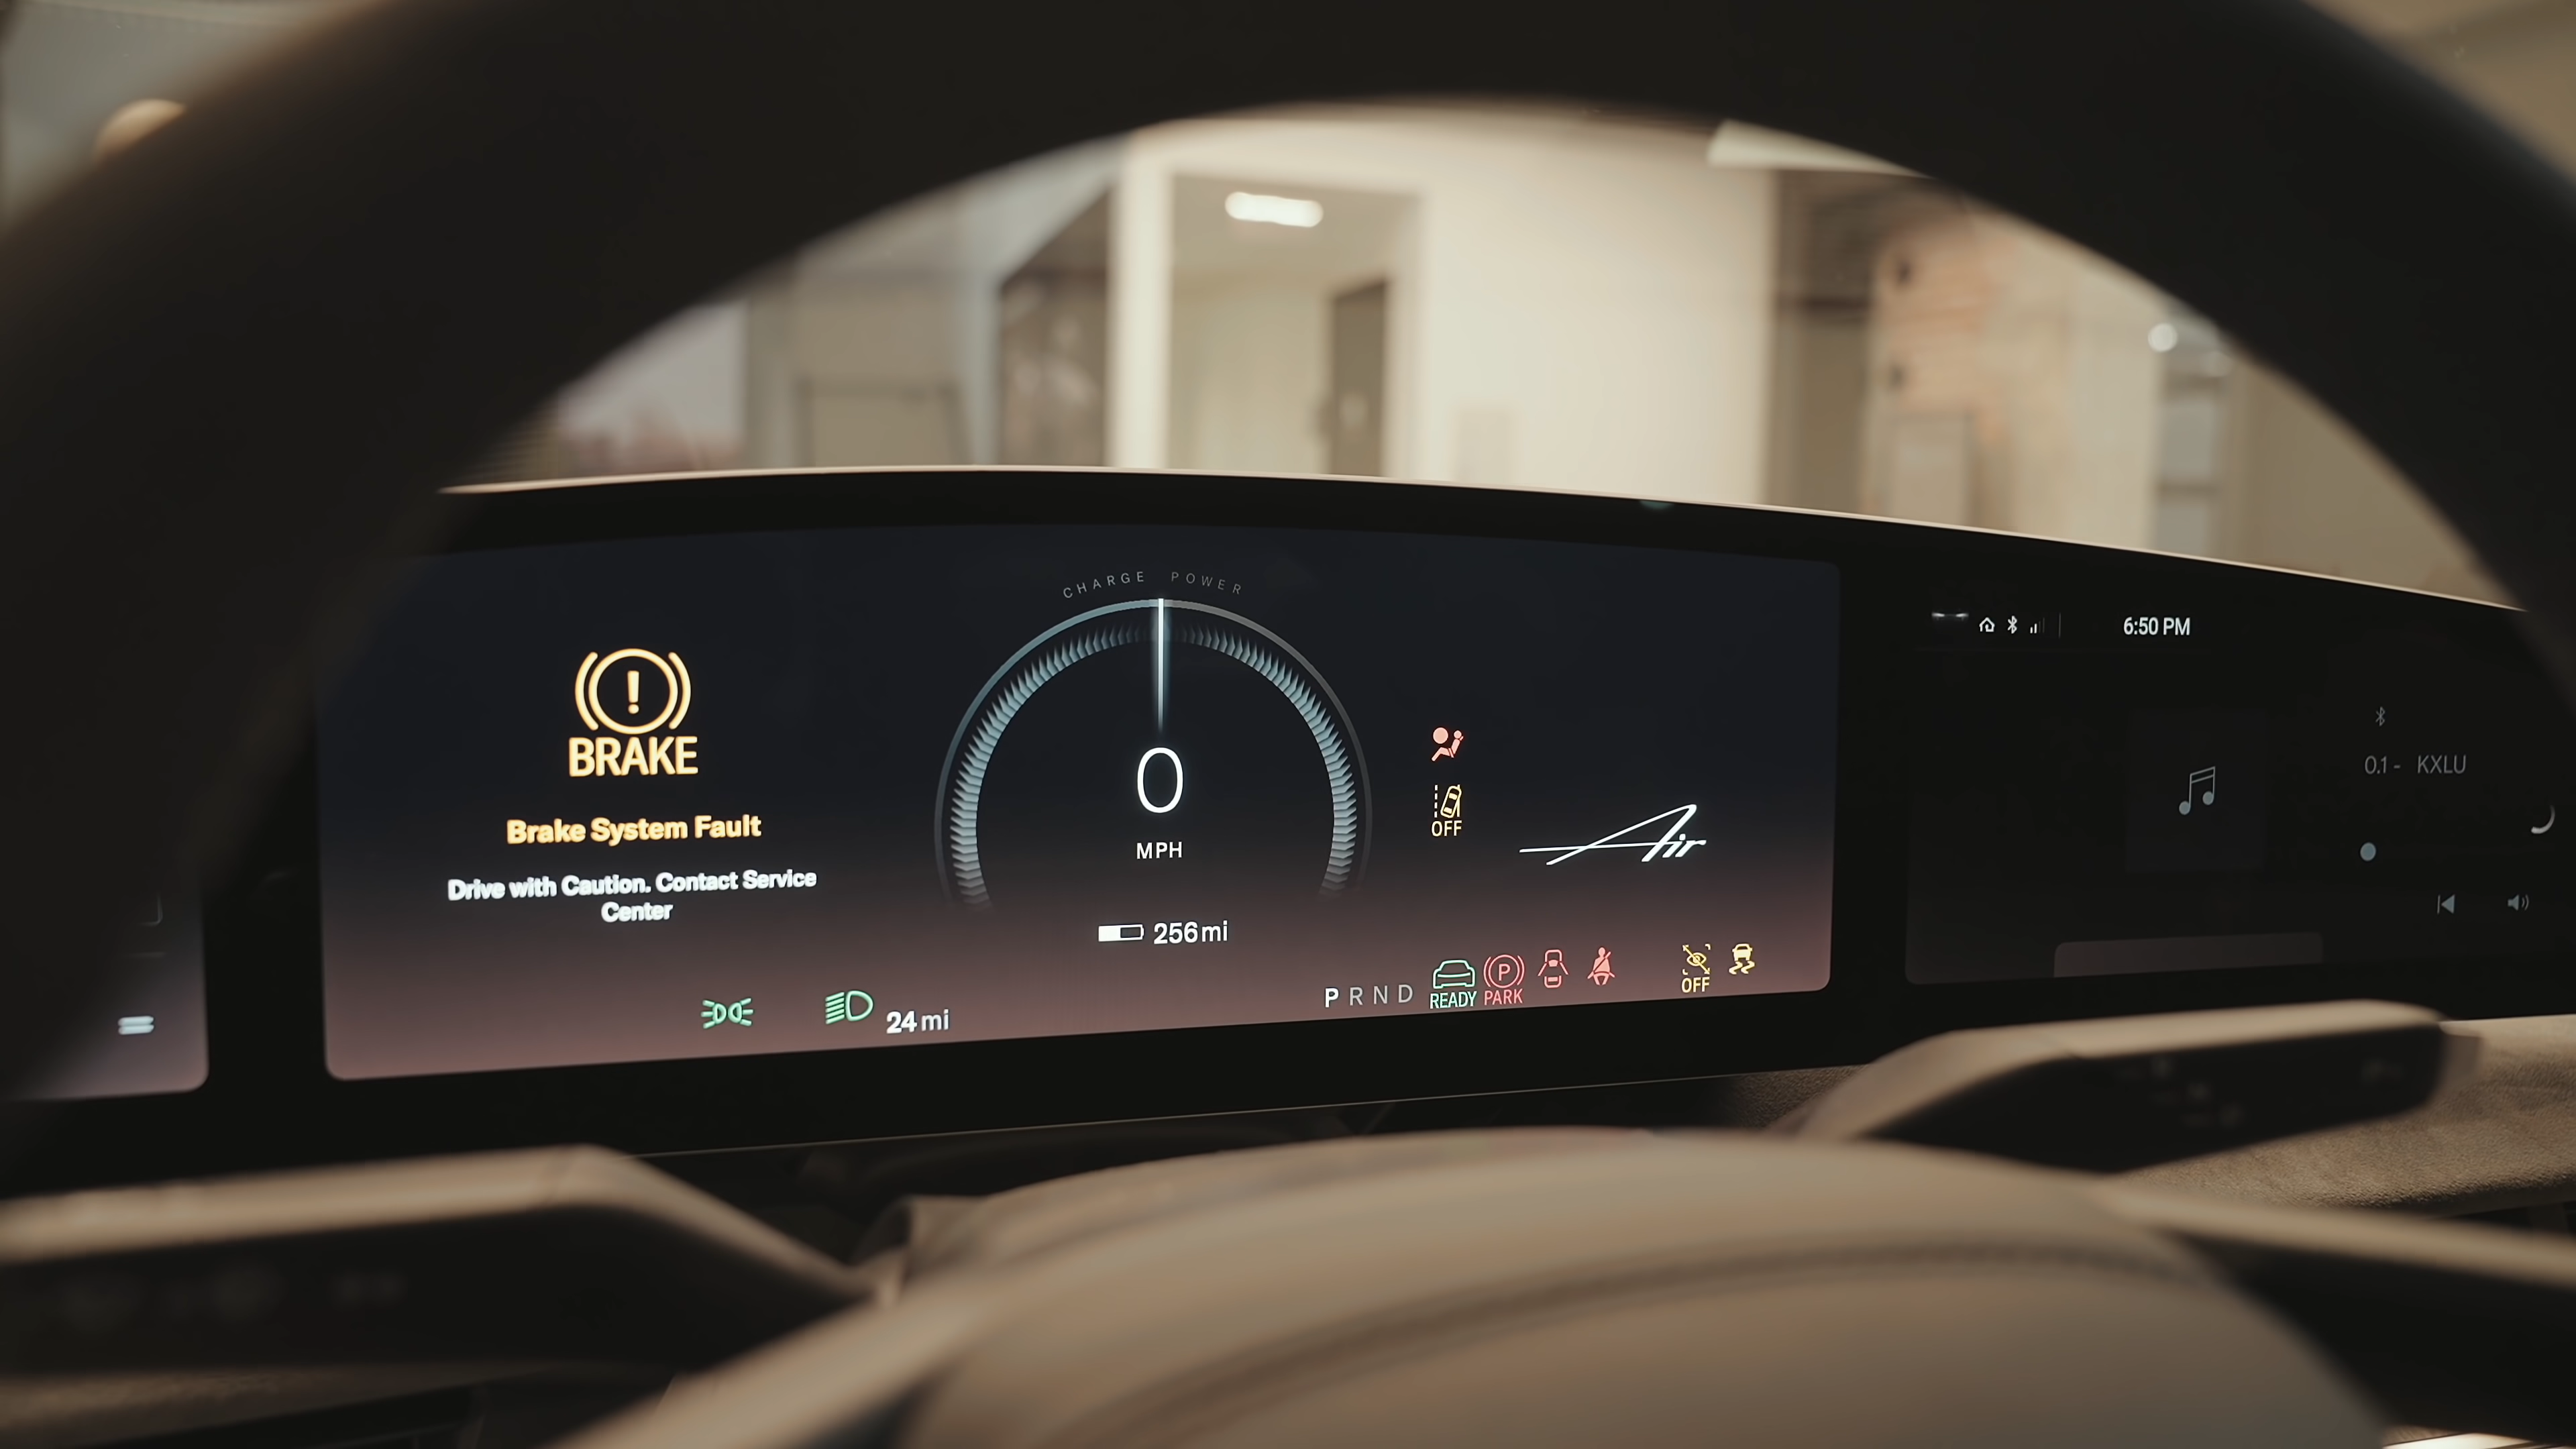 CHARGE POWER
6:50 PM
BRAKE
Brake System Fault
Drive with Caution. Contact Service
Center
0
MPH
256 mi
OFF
Air
0.1 - KXLU
24 mi
P R N D
READY
P
PARK
OFF